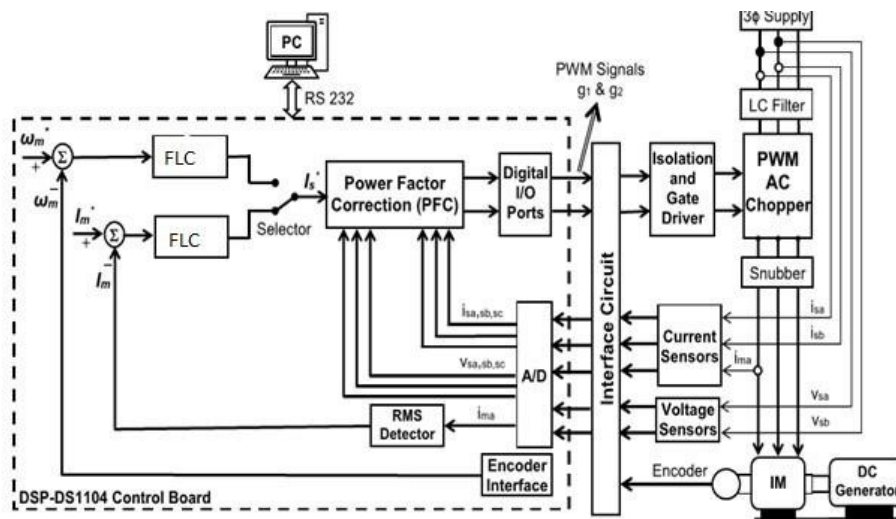 3ϕ Supply
PC
RS 232
PWM Signals
g₁ & g₂
LC Filter
ωₘ*
+
Σ
ωₘ
−
FLC
Iₛ*
Power Factor
Correction (PFC)
Digital
I/O
Ports
Isolation
and
Gate
Driver
PWM
AC
Chopper
Iₘ*
+
Σ
Iₘ
−
FLC
Selector
Interface Circuit
Snubber
iₛₐ,sb,sc
vₛₐ,sb,sc
A/D
Current
Sensors
iₛₐ
i_sb
iₘₐ
RMS
Detector
iₘₐ
Voltage
Sensors
vₛₐ
v_sb
Encoder
Interface
Encoder
IM
DC
Generator
DSP-DS1104 Control Board